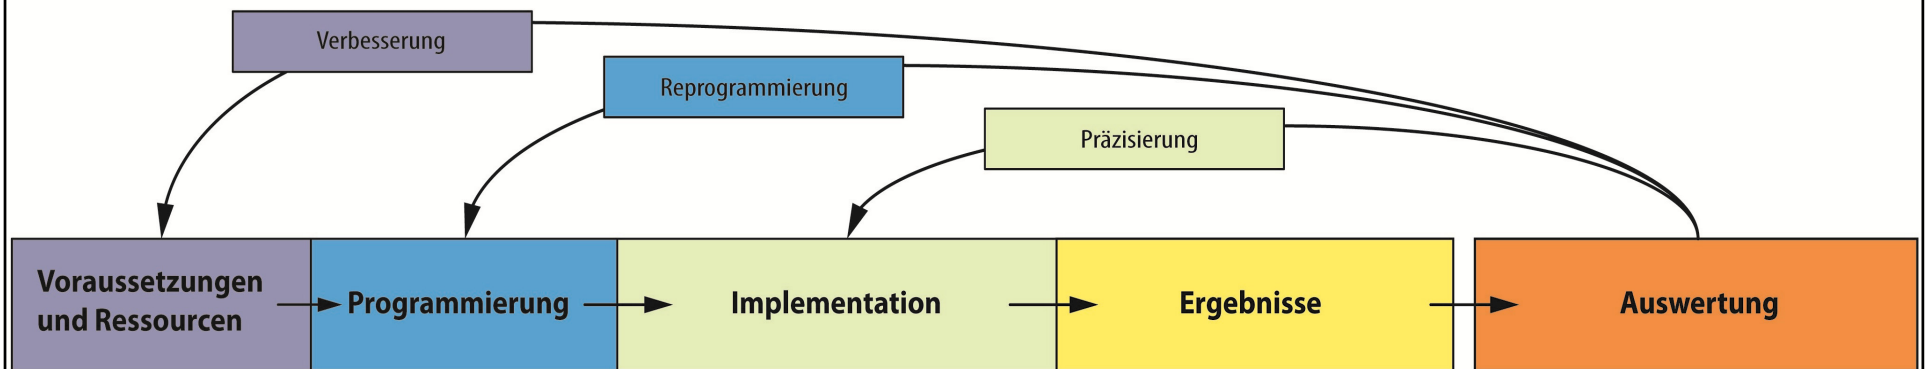 Verbesserung
Reprogrammierung
Präzisierung
Voraussetzungen
und Ressourcen
Programmierung
Implementation
Ergebnisse
Auswertung